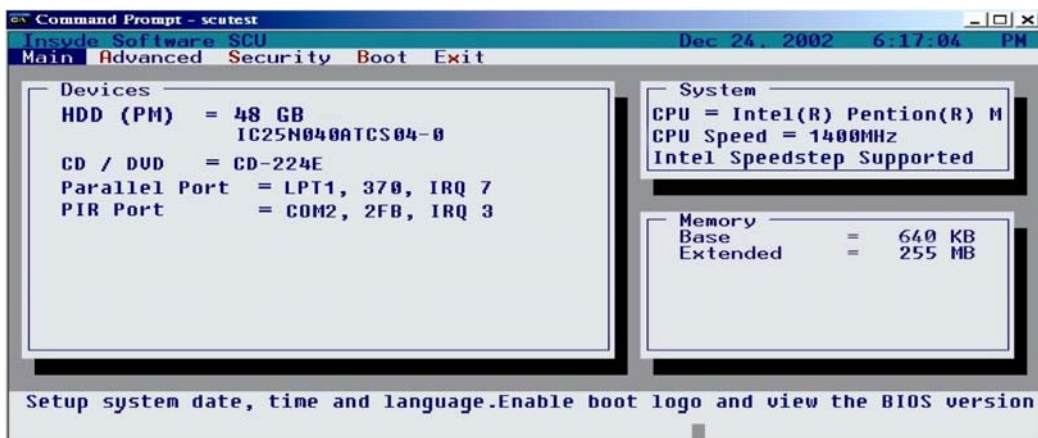 Command Prompt - scutest
Insyde Software SCU Dec 24, 2002 6:17:04 PM
Main Advanced Security Boot Exit
Devices
HDD (PM) = 48 GB
IC25N040ATCS04-0
CD / DVD = CD-224E
Parallel Port = LPT1, 370, IRQ 7
PIR Port = COM2, 2FB, IRQ 3
System
CPU = Intel(R) Pention(R) M
CPU Speed = 1400MHz
Intel Speedstep Supported
Memory
Base = 640 KB
Extended = 255 MB
Setup system date, time and language.Enable boot logo and view the BIOS version